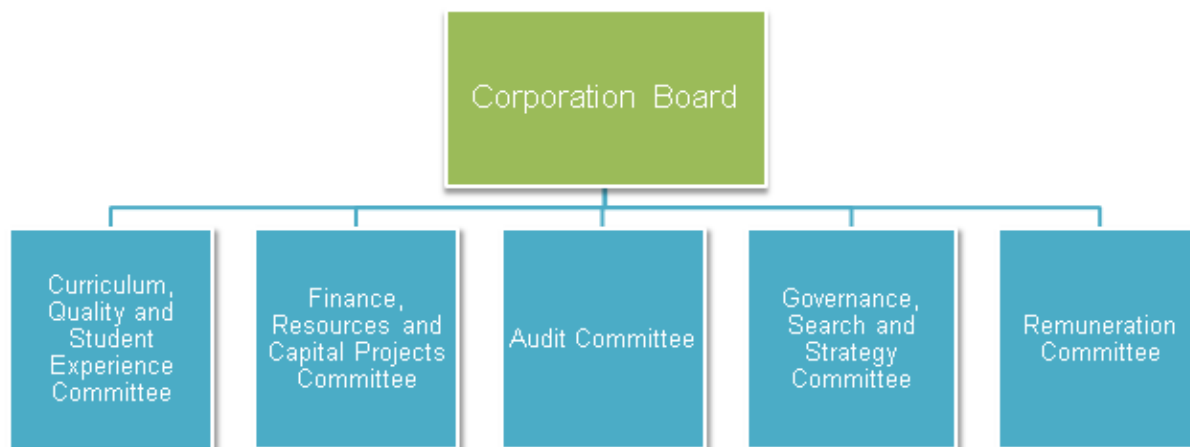 Corporation Board
Curriculum,
Quality and
Student
Experience
Committee
Finance,
Resources and
Capital Projects
Committee
Audit Committee
Governance,
Search and
Strategy
Committee
Remuneration
Committee